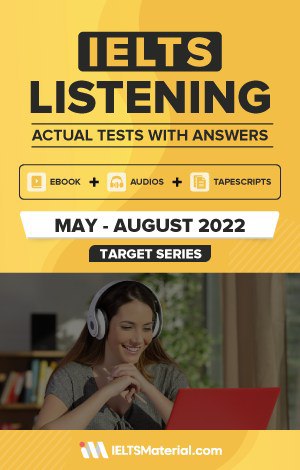 IELTS
LISTENING
ACTUAL TESTS WITH ANSWERS
EBOOK + AUDIOS + TAPESCRIPTS
MAY - AUGUST 2022
TARGET SERIES
IELTSMaterial.com